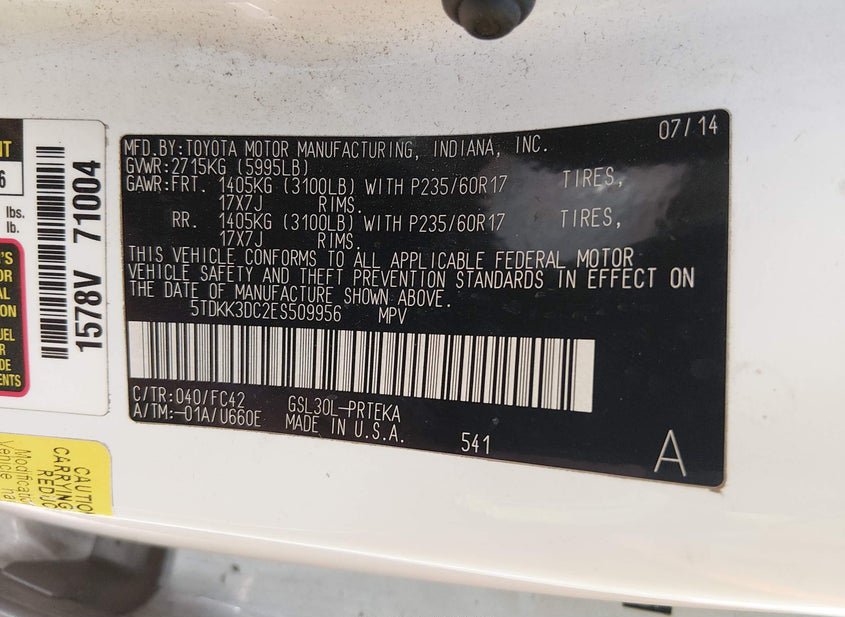 07/14
MFD.BY:TOYOTA MOTOR MANUFACTURING, INDIANA, INC.
GVWR:2715KG (5995LB)
GAWR:FRT. 1405KG (3100LB) WITH P235/60R17 TIRES,
17X7J RIMS.
RR. 1405KG (3100LB) WITH P235/60R17 TIRES,
17X7J RIMS.
THIS VEHICLE CONFORMS TO ALL APPLICABLE FEDERAL MOTOR
VEHICLE SAFETY AND THEFT PREVENTION STANDARDS IN EFFECT ON
THE DATE OF MANUFACTURE SHOWN ABOVE.
5TDKK3DC2ES509956 MPV
C/TR:040/FC42 GSL30L-PRTEKA
A/TM:-01A/U660E MADE IN U.S.A.
541
A
1578V 71004
6
lbs.
lb.
CAUTION
CARRYING